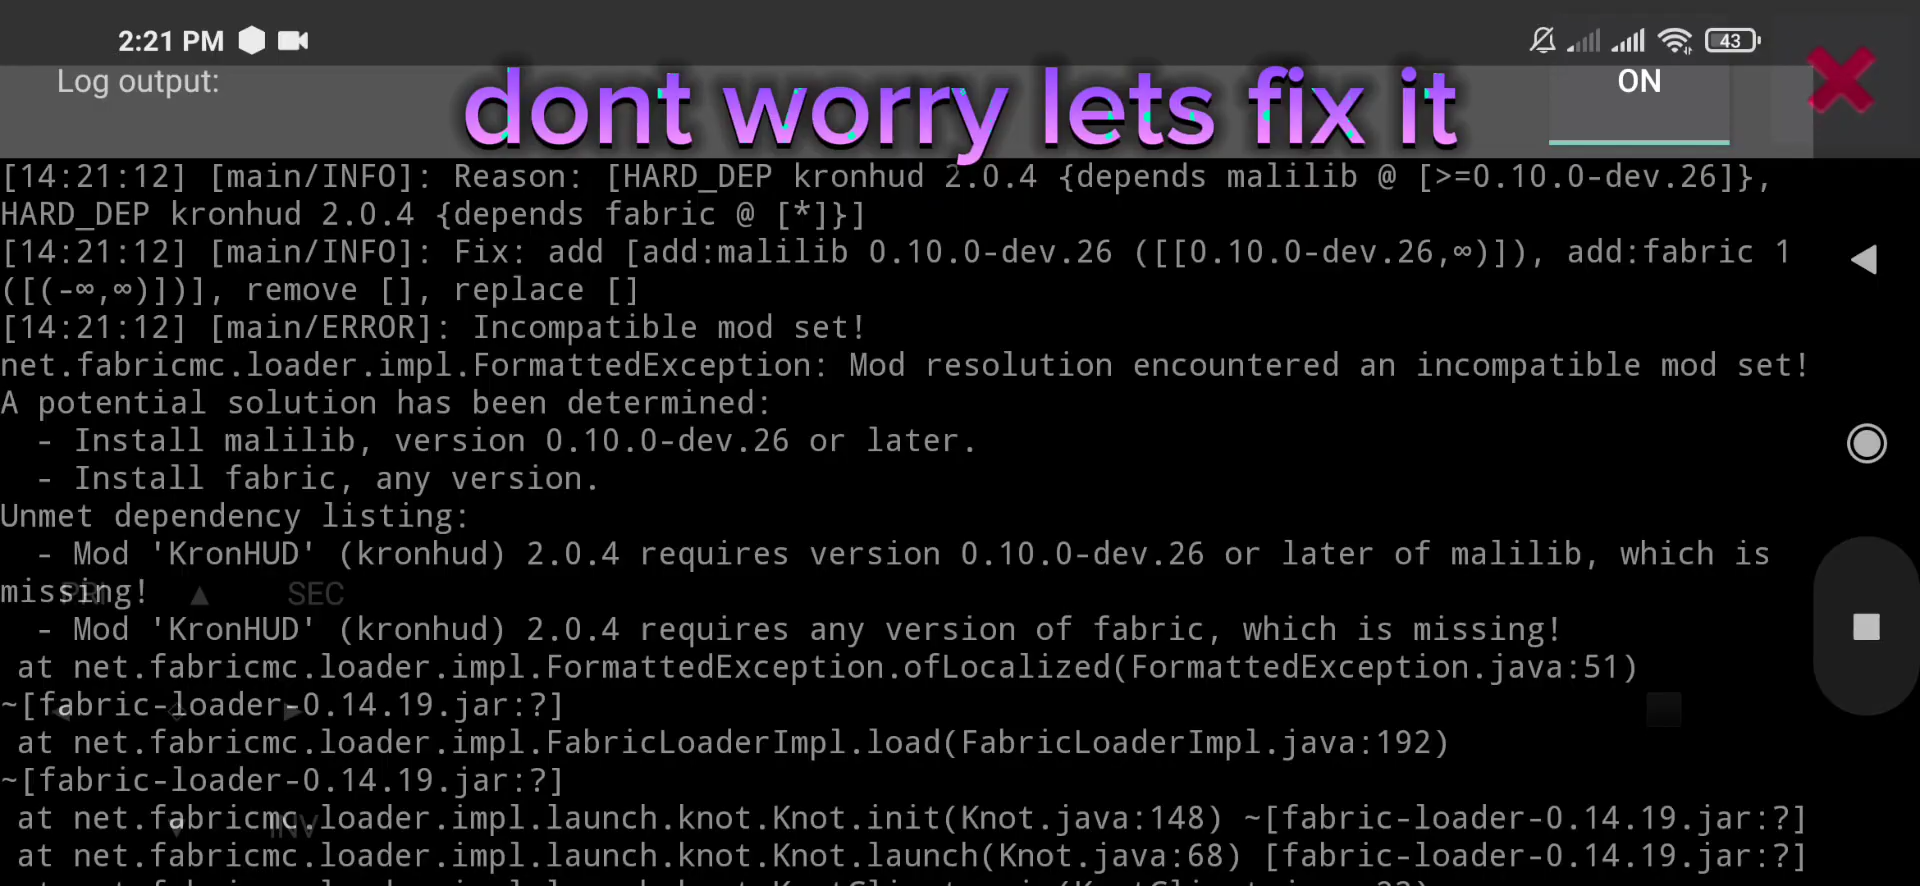 2:21 PM
43
Log output:
dont worry lets fix it
ON
[14:21:12] [main/INFO]: Reason: [HARD_DEP kronhud 2.0.4 {depends malilib @ [>=0.10.0-dev.26]},
HARD_DEP kronhud 2.0.4 {depends fabric @ [*]}]
[14:21:12] [main/INFO]: Fix: add [add:malilib 0.10.0-dev.26 ([[0.10.0-dev.26,∞)]), add:fabric 1
([(-∞,∞)])], remove [], replace []
[14:21:12] [main/ERROR]: Incompatible mod set!
net.fabricmc.loader.impl.FormattedException: Mod resolution encountered an incompatible mod set!
A potential solution has been determined:
- Install malilib, version 0.10.0-dev.26 or later.
- Install fabric, any version.
Unmet dependency listing:
- Mod 'KronHUD' (kronhud) 2.0.4 requires version 0.10.0-dev.26 or later of malilib, which is
missing!
PRI ▲ SEC
- Mod 'KronHUD' (kronhud) 2.0.4 requires any version of fabric, which is missing!
at net.fabricmc.loader.impl.FormattedException.ofLocalized(FormattedException.java:51)
~[fabric-loader-0.14.19.jar:?]
at net.fabricmc.loader.impl.FabricLoaderImpl.load(FabricLoaderImpl.java:192)
~[fabric-loader-0.14.19.jar:?]
at net.fabricmc.loader.impl.launch.knot.Knot.init(Knot.java:148) ~[fabric-loader-0.14.19.jar:?]
INV
at net.fabricmc.loader.impl.launch.knot.Knot.launch(Knot.java:68) [fabric-loader-0.14.19.jar:?]